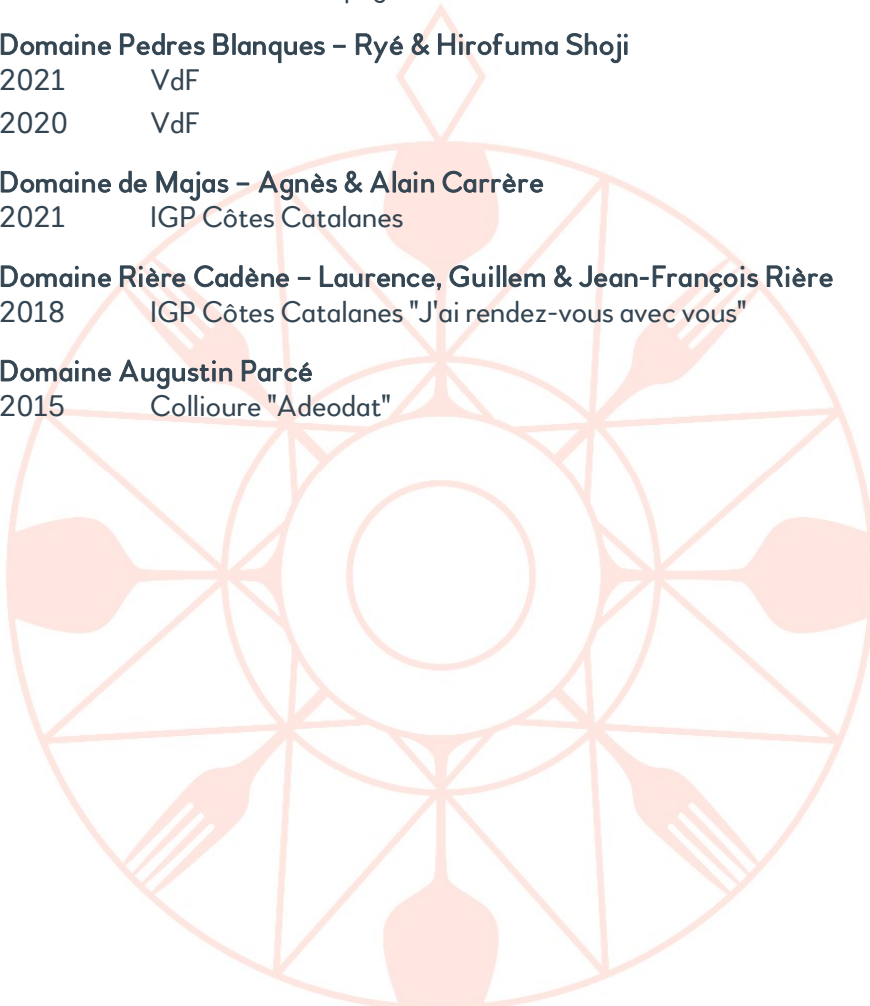 Domaine Pedres Blanques – Ryé & Hirofuma Shoji
2021 VdF
2020 VdF
Domaine de Majas – Agnès & Alain Carrère
2021 IGP Côtes Catalanes
Domaine Rière Cadène – Laurence, Guillem & Jean-François Rière
2018 IGP Côtes Catalanes "J'ai rendez-vous avec vous"
Domaine Augustin Parcé
2015 Collioure "Adeodat"